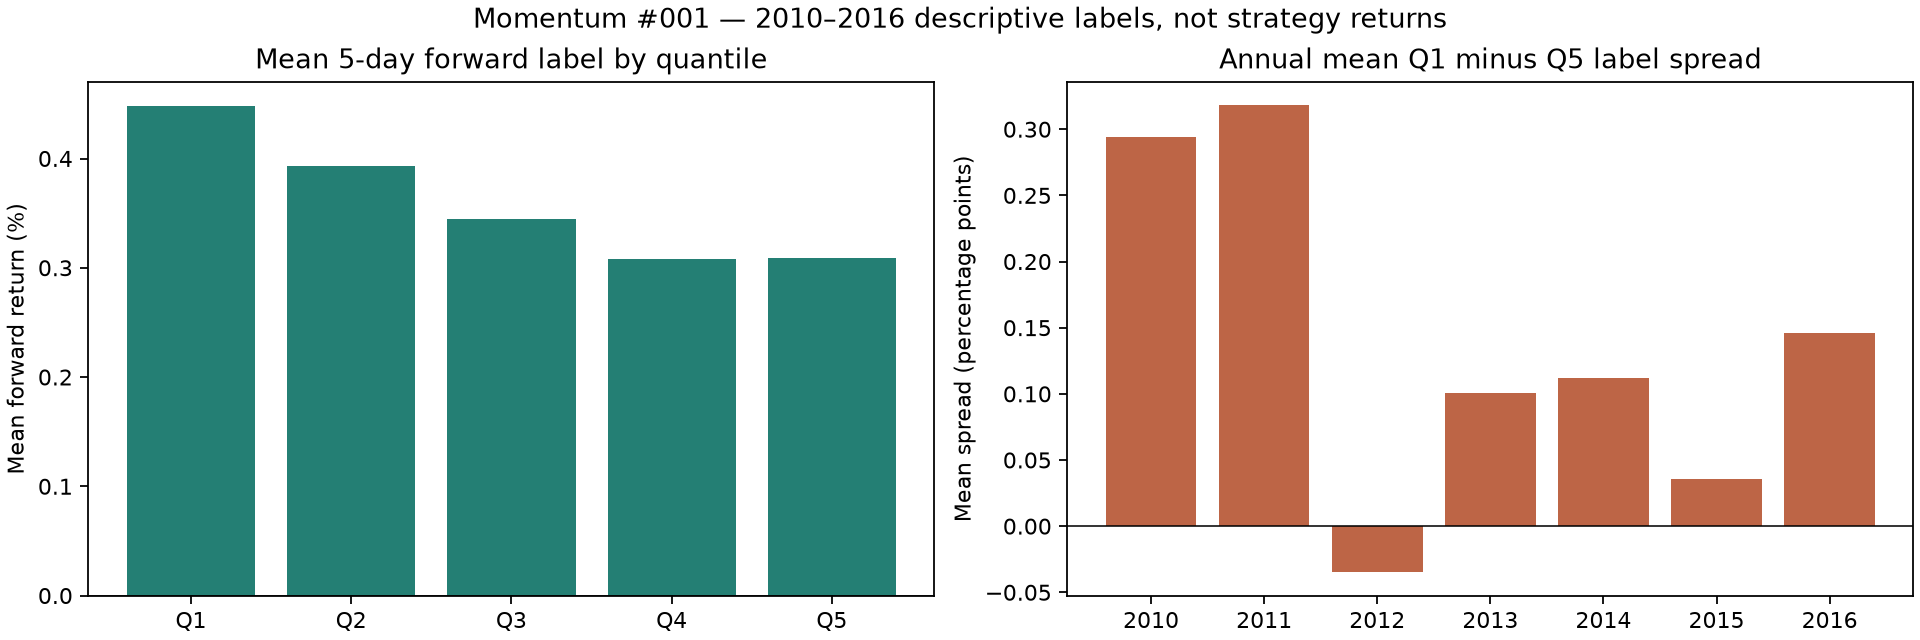 Momentum #001 — 2010–2016 descriptive labels, not strategy returns
Mean 5-day forward label by quantile
Mean forward return (%)
0.4
0.3
0.2
0.1
0.0
Q1 Q2 Q3 Q4 Q5
Annual mean Q1 minus Q5 label spread
Mean spread (percentage points)
0.30
0.25
0.20
0.15
0.10
0.05
0.00
−0.05
2010 2011 2012 2013 2014 2015 2016